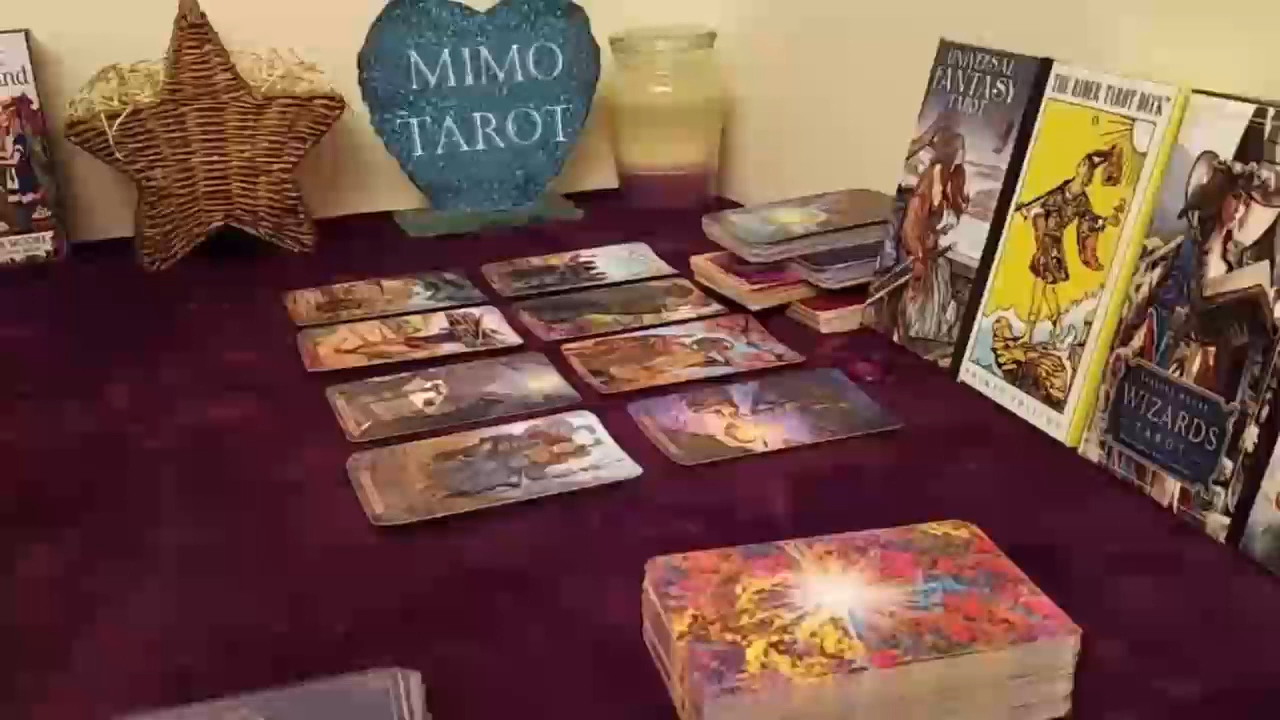 MIMO
TAROT
UNIVERSAL
FANTASY
TAROT
THE RIDER TAROT DECK
WIZARDS
TAROT